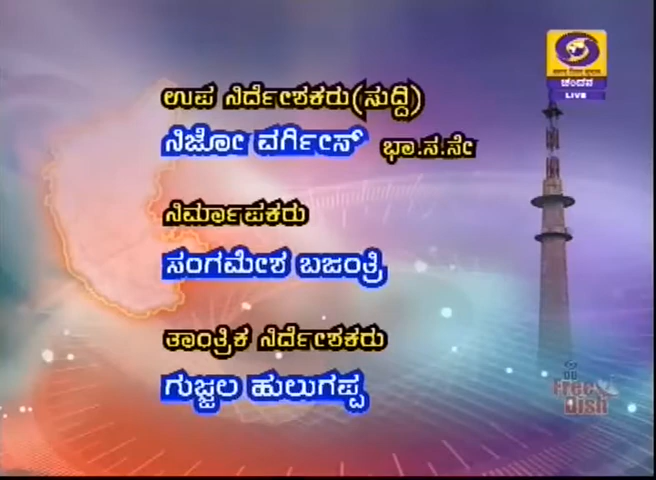 ಚಂದನ
LIVE
ಉಪ ನಿರ್ದೇಶಕರು(ಸುದ್ದಿ)
ನಿಜೋ ವರ್ಗೀಸ್ ಭಾ.ಸ.ಸೇ
ನಿರ್ಮಾಪಕರು
ಸಂಗಮೇಶ ಬಜಂತ್ರಿ
ತಾಂತ್ರಿಕ ನಿರ್ದೇಶಕರು
ಗುಜ್ಜಲ ಹುಲುಗಪ್ಪ
DD
Free
Dish